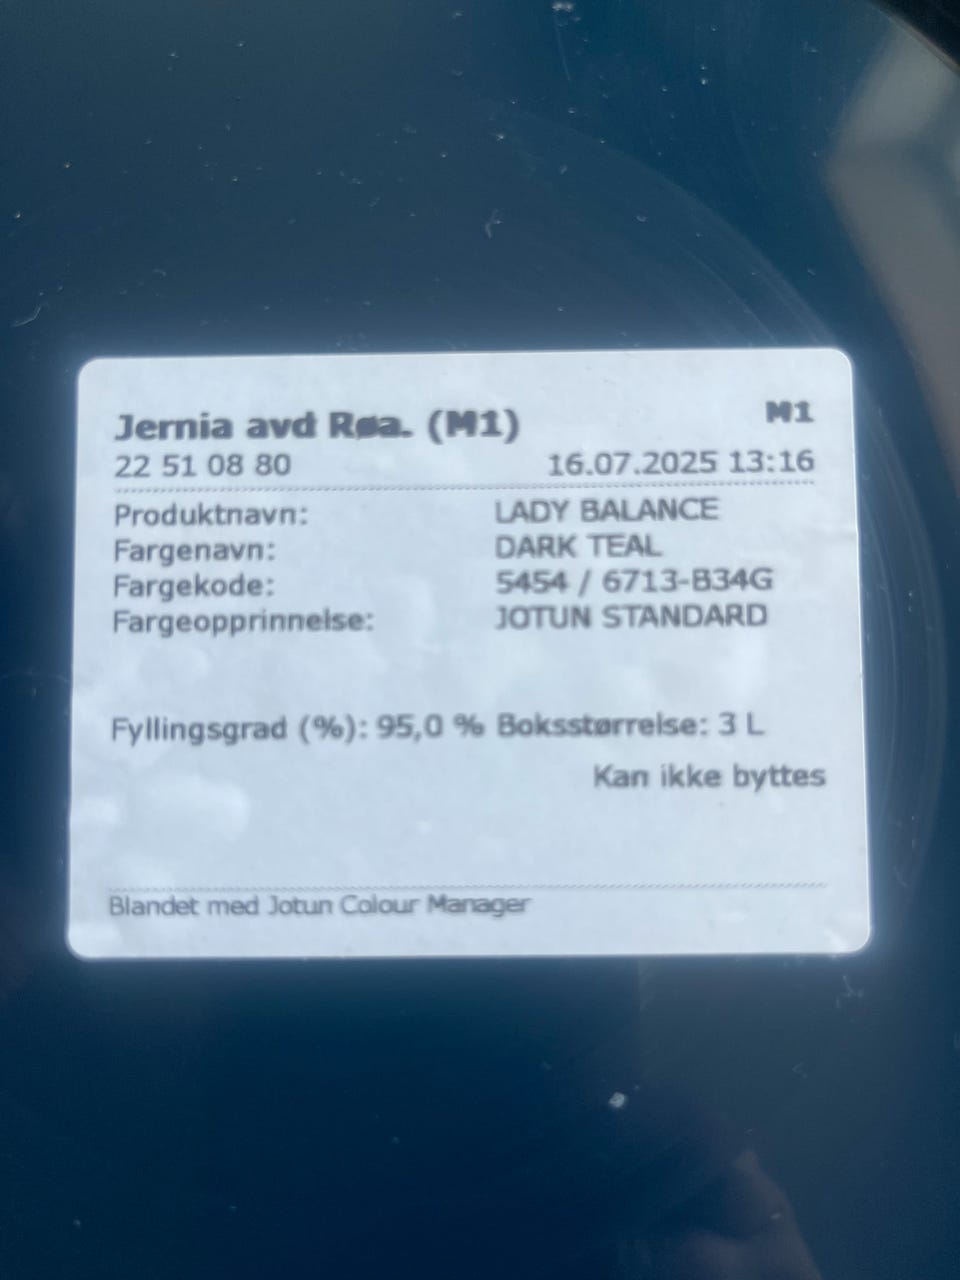 Jernia avd Røa. (M1) M1
22 51 08 80 16.07.2025 13:16
Produktnavn: LADY BALANCE
Fargenavn: DARK TEAL
Fargekode: 5454 / 6713-B34G
Fargeopprinnelse: JOTUN STANDARD
Fyllingsgrad (%): 95,0 % Boksstørrelse: 3 L
Kan ikke byttes
Blandet med Jotun Colour Manager